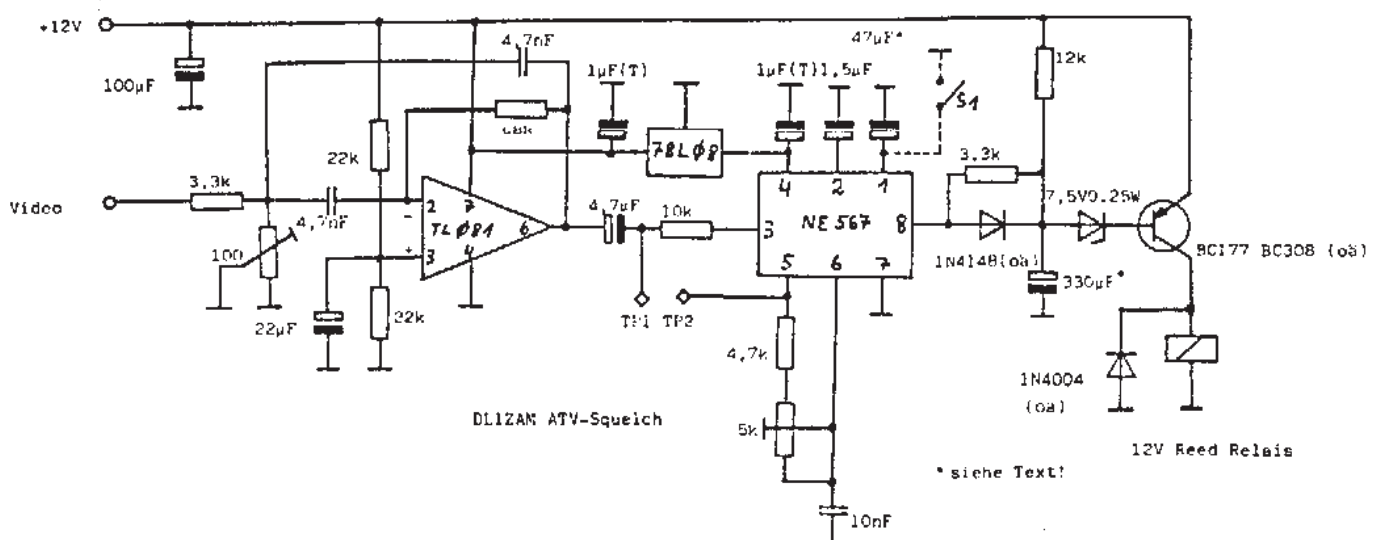 +12V
100µF
4,7nF
1µF(T)
1µF(T)
1,5µF
47µF*
S1
12k
22k
78LØ8
3,3k
Video
3,3k
4,7nF
100
2
7
-
TLØ81
6
+
3
4
4,7µF
10k
4
2
1
3
NE567
8
5
6
7
1N4148(oä)
7,5V0.25W
BC177 BC308 (oä)
330µF*
22µF
22k
TP1 TP2
4,7k
5k
1N4004
(oä)
DL1ZAM ATV-Squelch
12V Reed Relais
* siehe Text!
10nF